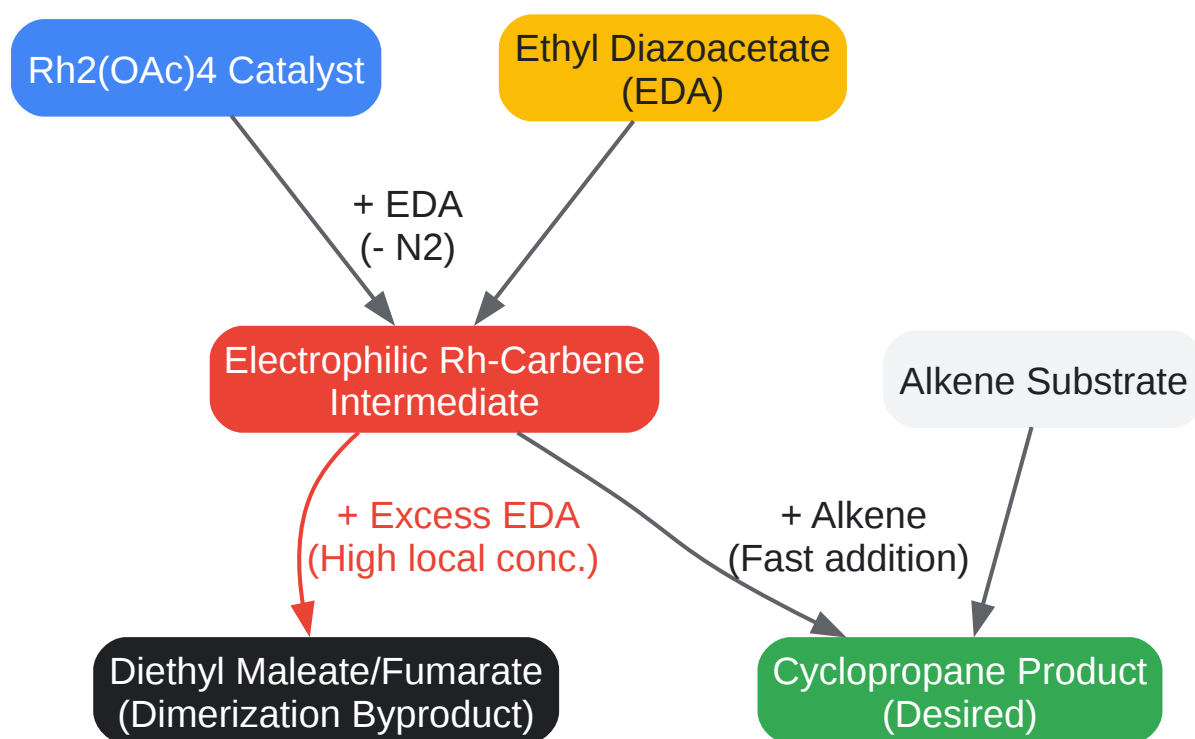 Rh2(OAc)4 Catalyst
Ethyl Diazoacetate
(EDA)
+ EDA
(- N2)
Electrophilic Rh-Carbene
Intermediate
Alkene Substrate
+ Excess EDA
(High local conc.)
+ Alkene
(Fast addition)
Diethyl Maleate/Fumarate
(Dimerization Byproduct)
Cyclopropane Product
(Desired)